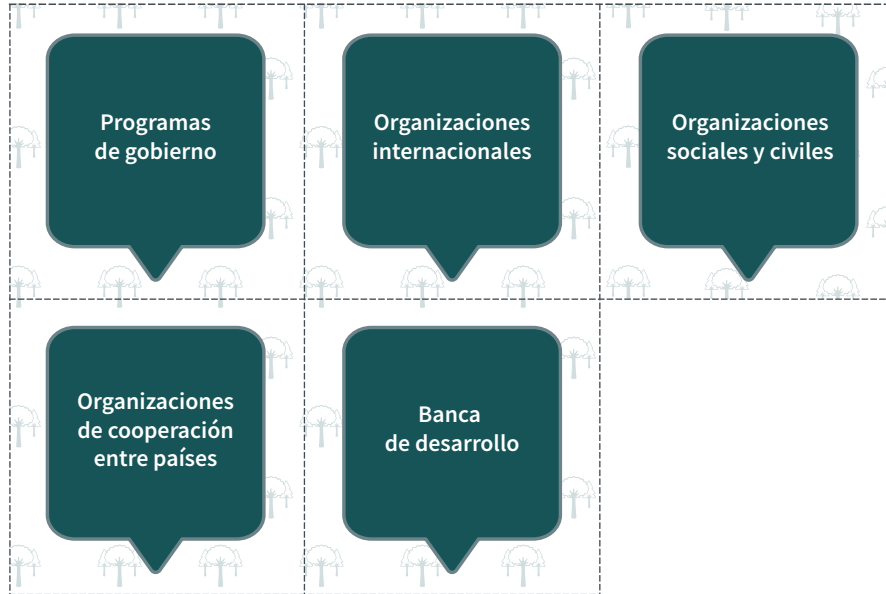 Programas
de gobierno
Organizaciones
internacionales
Organizaciones
sociales y civiles
Organizaciones
de cooperación
entre países
Banca
de desarrollo